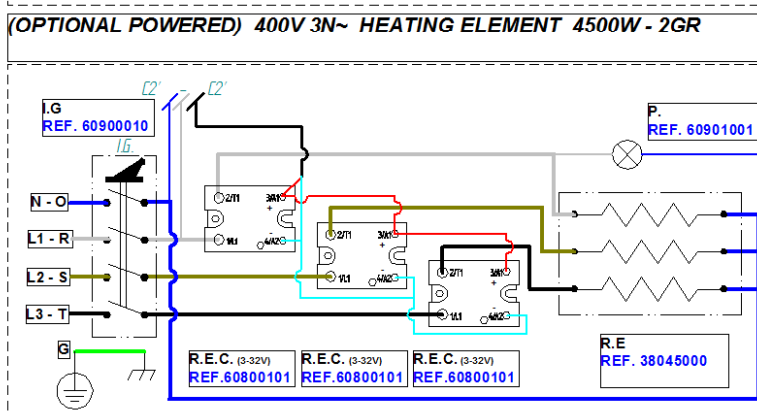 (OPTIONAL POWERED) 400V 3N~ HEATING ELEMENT 4500W - 2GR
C2' - C2'
I.G
REF. 60900010
P.
REF. 60901001
I.G.
N - O
L1 - R
L2 - S
L3 - T
G
2/T1 3/A1
+
-
1/L1 4/A2
2/T1 3/A1
+
-
1/L1 4/A2
2/T1 3/A1
+
-
1/L1 4/A2
R.E.C. (3-32V)
REF.60800101
R.E.C. (3-32V)
REF.60800101
R.E.C. (3-32V)
REF.60800101
R.E
REF. 38045000